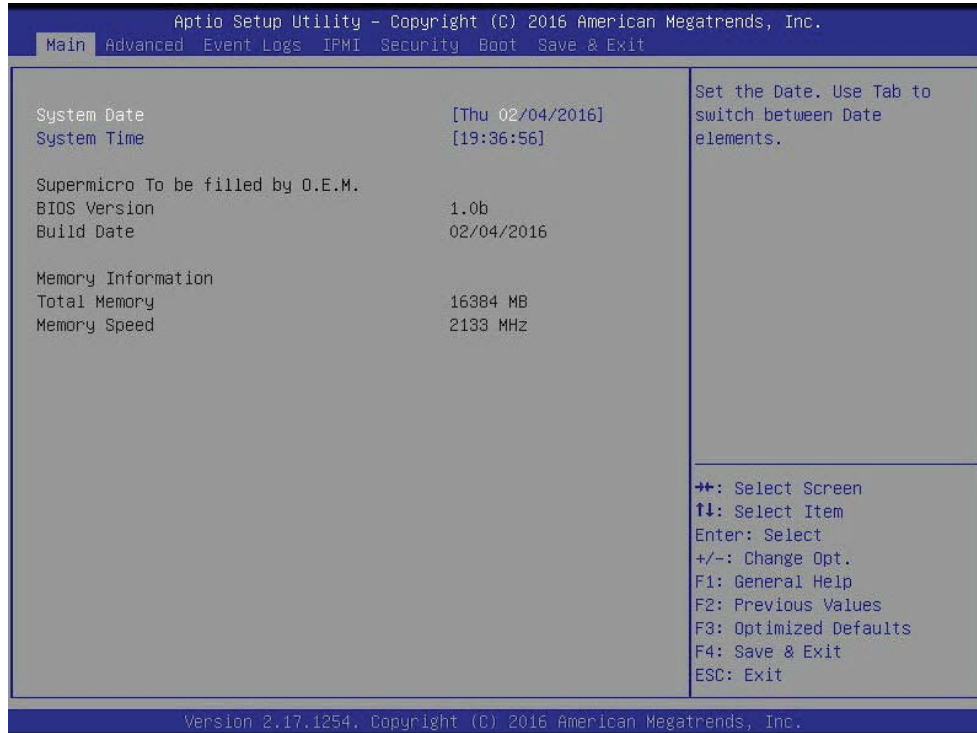 Aptio Setup Utility – Copyright (C) 2016 American Megatrends, Inc.
Main Advanced Event Logs IPMI Security Boot Save & Exit
System Date [Thu 02/04/2016]
System Time [19:36:56]
Supermicro To be filled by O.E.M.
BIOS Version 1.0b
Build Date 02/04/2016
Memory Information
Total Memory 16384 MB
Memory Speed 2133 MHz
Set the Date. Use Tab to
switch between Date
elements.
→←: Select Screen
↑↓: Select Item
Enter: Select
+/-: Change Opt.
F1: General Help
F2: Previous Values
F3: Optimized Defaults
F4: Save & Exit
ESC: Exit
Version 2.17.1254. Copyright (C) 2016 American Megatrends, Inc.